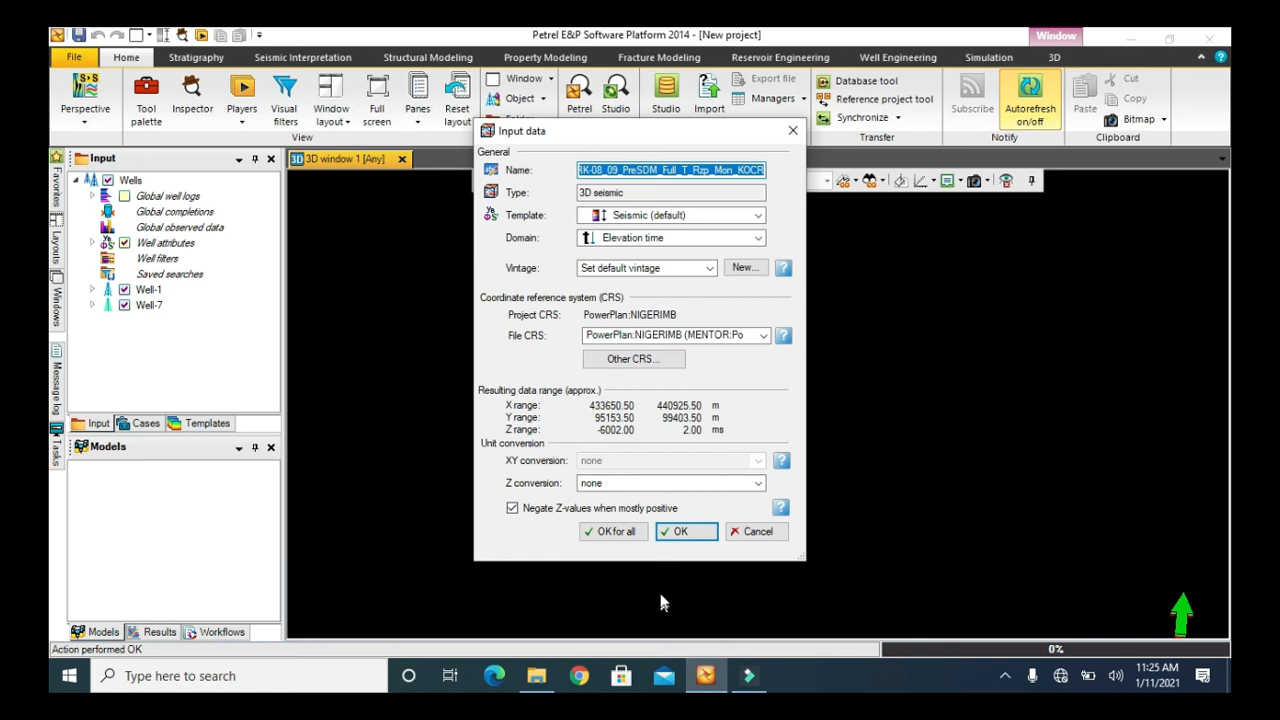 Petrel E&P Software Platform 2014 - [New project]
Window
File
Home
Stratigraphy
Seismic Interpretation
Structural Modeling
Property Modeling
Fracture Modeling
Reservoir Engineering
Well Engineering
Simulation
3D
Perspective
Tool palette
Inspector
Players
Visual filters
Window layout
Full screen
Panes
Reset layout
Window
Object
Petrel
Studio
Studio
Import
Export file
Managers
Database tool
Reference project tool
Synchronize
Subscribe
Autorefresh on/off
Paste
Cut
Copy
Bitmap
View
Transfer
Notify
Clipboard
Favorites
Layouts
Windows
Message log
Tasks
Input
Wells
Global well logs
Global completions
Global observed data
Well attributes
Well filters
Saved searches
Well-1
Well-7
Input
Cases
Templates
Models
Models
Results
Workflows
3D window 1 [Any]
Input data
General
Name:
RK-08_09_PreSDM_Full_T_Rzp_Mon_KOCR
Type:
3D seismic
Template:
Seismic (default)
Domain:
Elevation time
Vintage:
Set default vintage
New...
Coordinate reference system (CRS)
Project CRS: PowerPlan:NIGERIMB
File CRS: PowerPlan:NIGERIMB (MENTOR:Po
Other CRS...
Resulting data range (approx.)
X range: 433650.50 440925.50 m
Y range: 95153.50 99403.50 m
Z range: -6002.00 2.00 ms
Unit conversion
XY conversion: none
Z conversion: none
Negate Z-values when mostly positive
OK for all
OK
Cancel
Action performed OK
0%
Type here to search
11:25 AM
1/11/2021